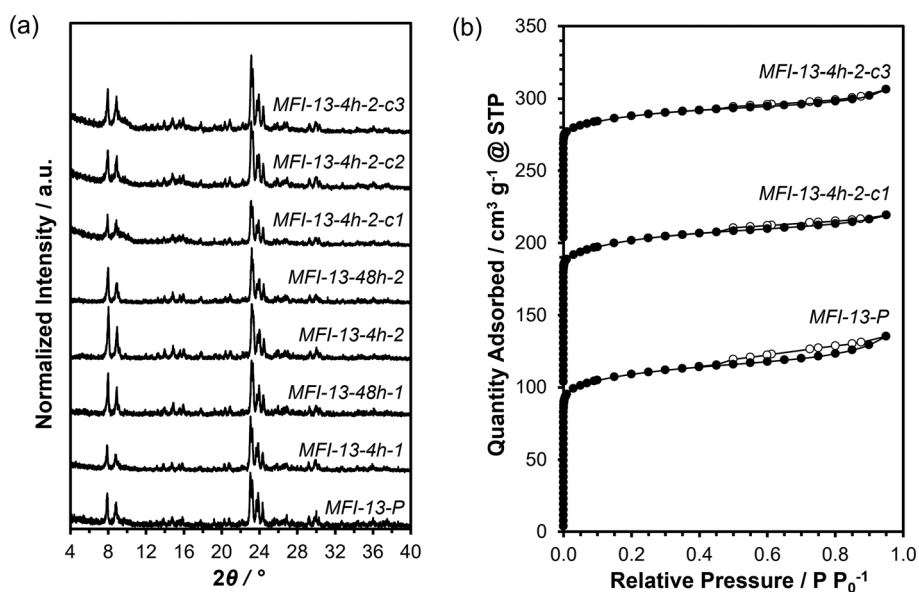 (a)
Normalized Intensity / a.u.
MFI-13-4h-2-c3
MFI-13-4h-2-c2
MFI-13-4h-2-c1
MFI-13-48h-2
MFI-13-4h-2
MFI-13-48h-1
MFI-13-4h-1
MFI-13-P
4 8 12 16 20 24 28 32 36 40
2θ / °
(b)
Quantity Adsorbed / cm³ g⁻¹ @ STP
350
300
250
200
150
100
50
0
MFI-13-4h-2-c3
MFI-13-4h-2-c1
MFI-13-P
0.0 0.2 0.4 0.6 0.8 1.0
Relative Pressure / P P₀⁻¹